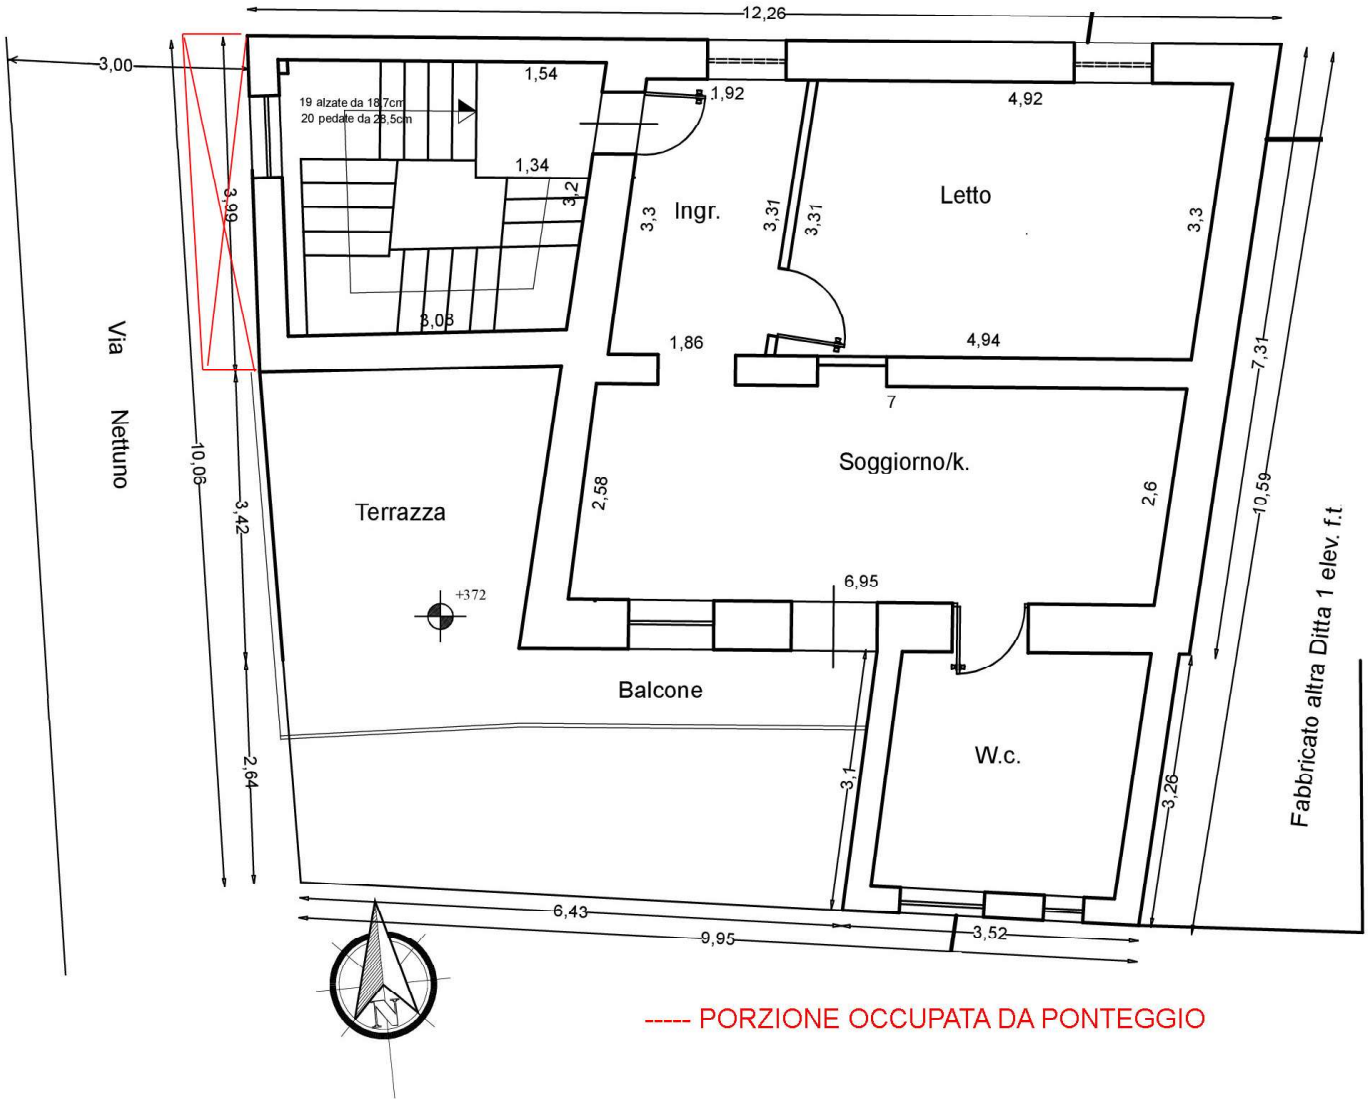 12,26
3,00
1,54
19 alzate da 18,7cm
20 pedate da 28,5cm
1,92
4,92
1,34
3,2
3,99
3,3
Ingr.
3,31
3,31
Letto
3,3
3,08
1,86
4,94
7,31
Via Nettuno
10,06
7
Soggiorno/k.
2,58
2,6
10,59
3,42
Terrazza
+372
6,95
Fabbricato altra Ditta 1 elev. f.t.
Balcone
2,64
3,1
W.c.
3,26
6,43
3,52
9,95
N
----- PORZIONE OCCUPATA DA PONTEGGIO